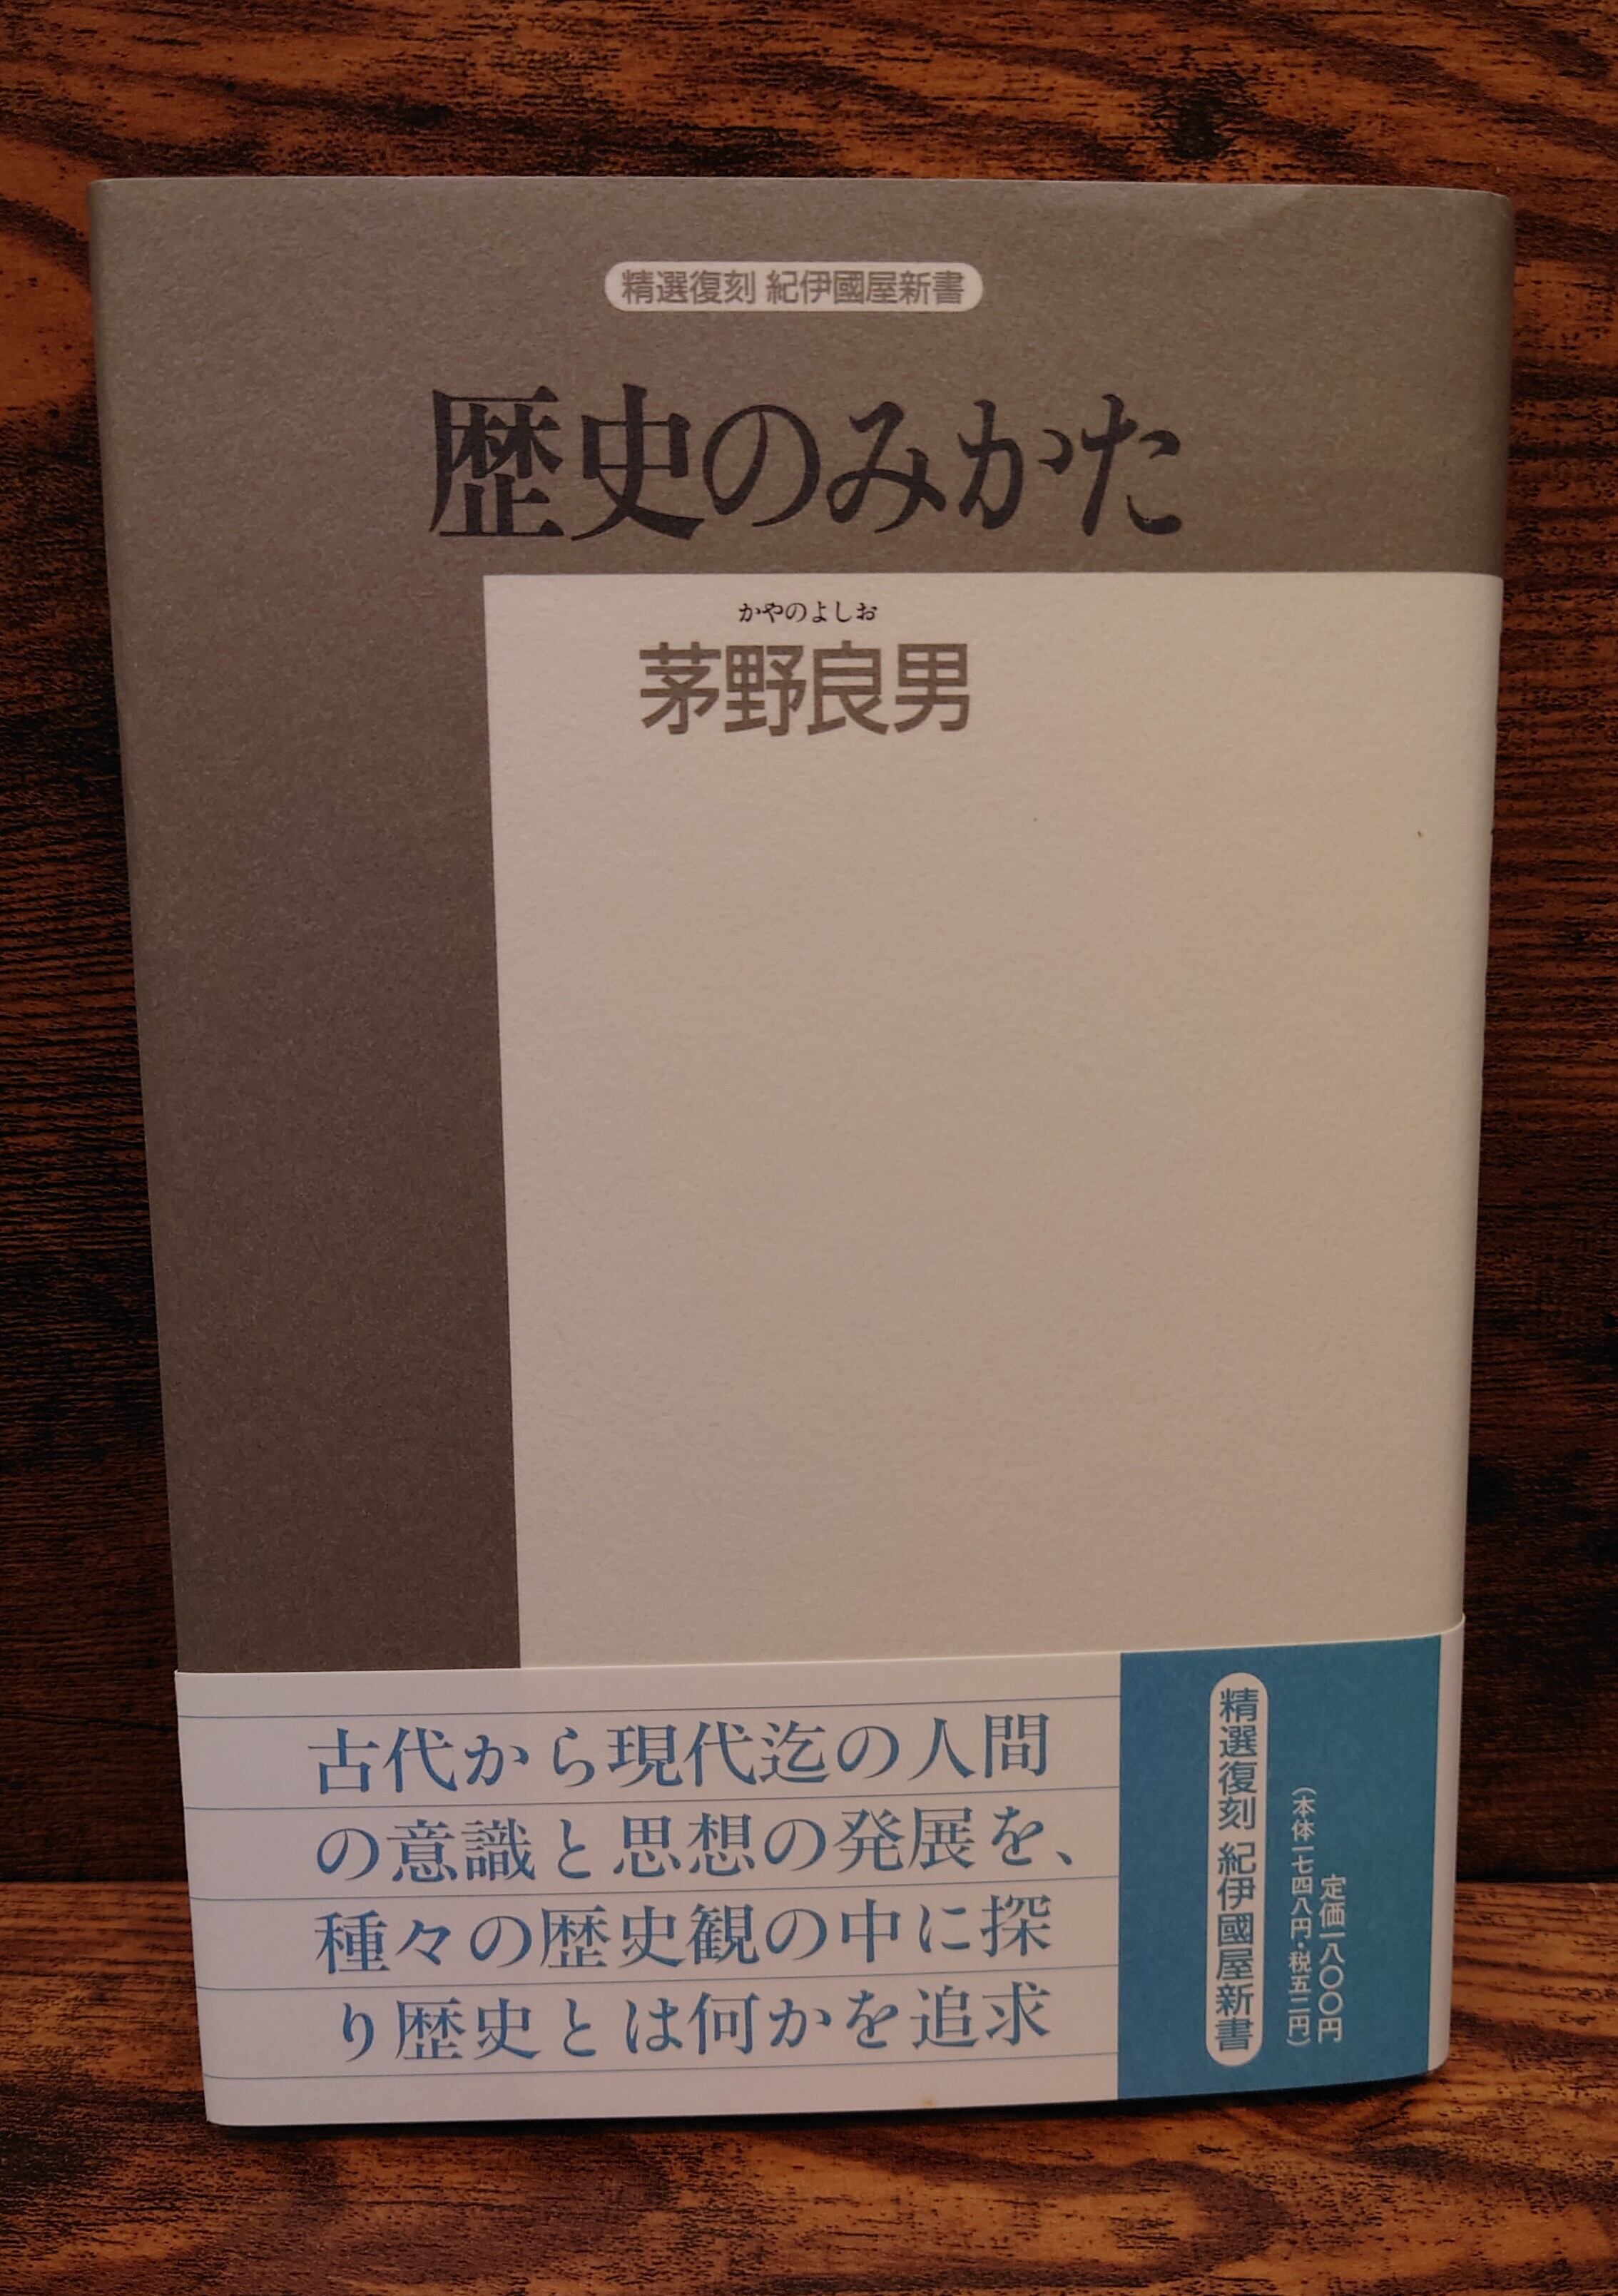 精選復刻 紀伊國屋新書
歴史のみかた
かやのよしお
茅野良男
古代から現代迄の人間
の意識と思想の発展を、
種々の歴史観の中に探
り歴史とは何かを追求
定価一八〇〇円
(本体一七四八円・税五二円)
精選復刻 紀伊國屋新書